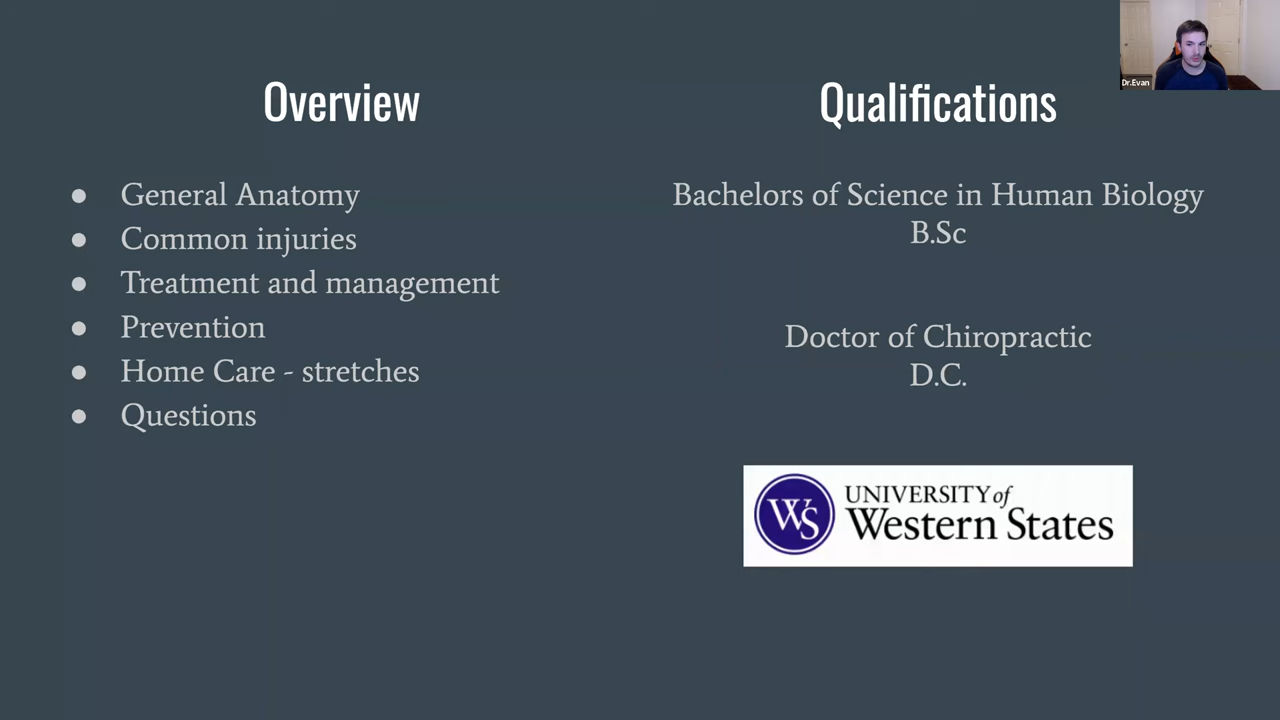 Overview
General Anatomy
Common injuries
Treatment and management
Prevention
Home Care - stretches
Questions
Qualifications
Bachelors of Science in Human Biology
B.Sc
Doctor of Chiropractic
D.C.
WS
UNIVERSITY of
Western States
Dr.Evan